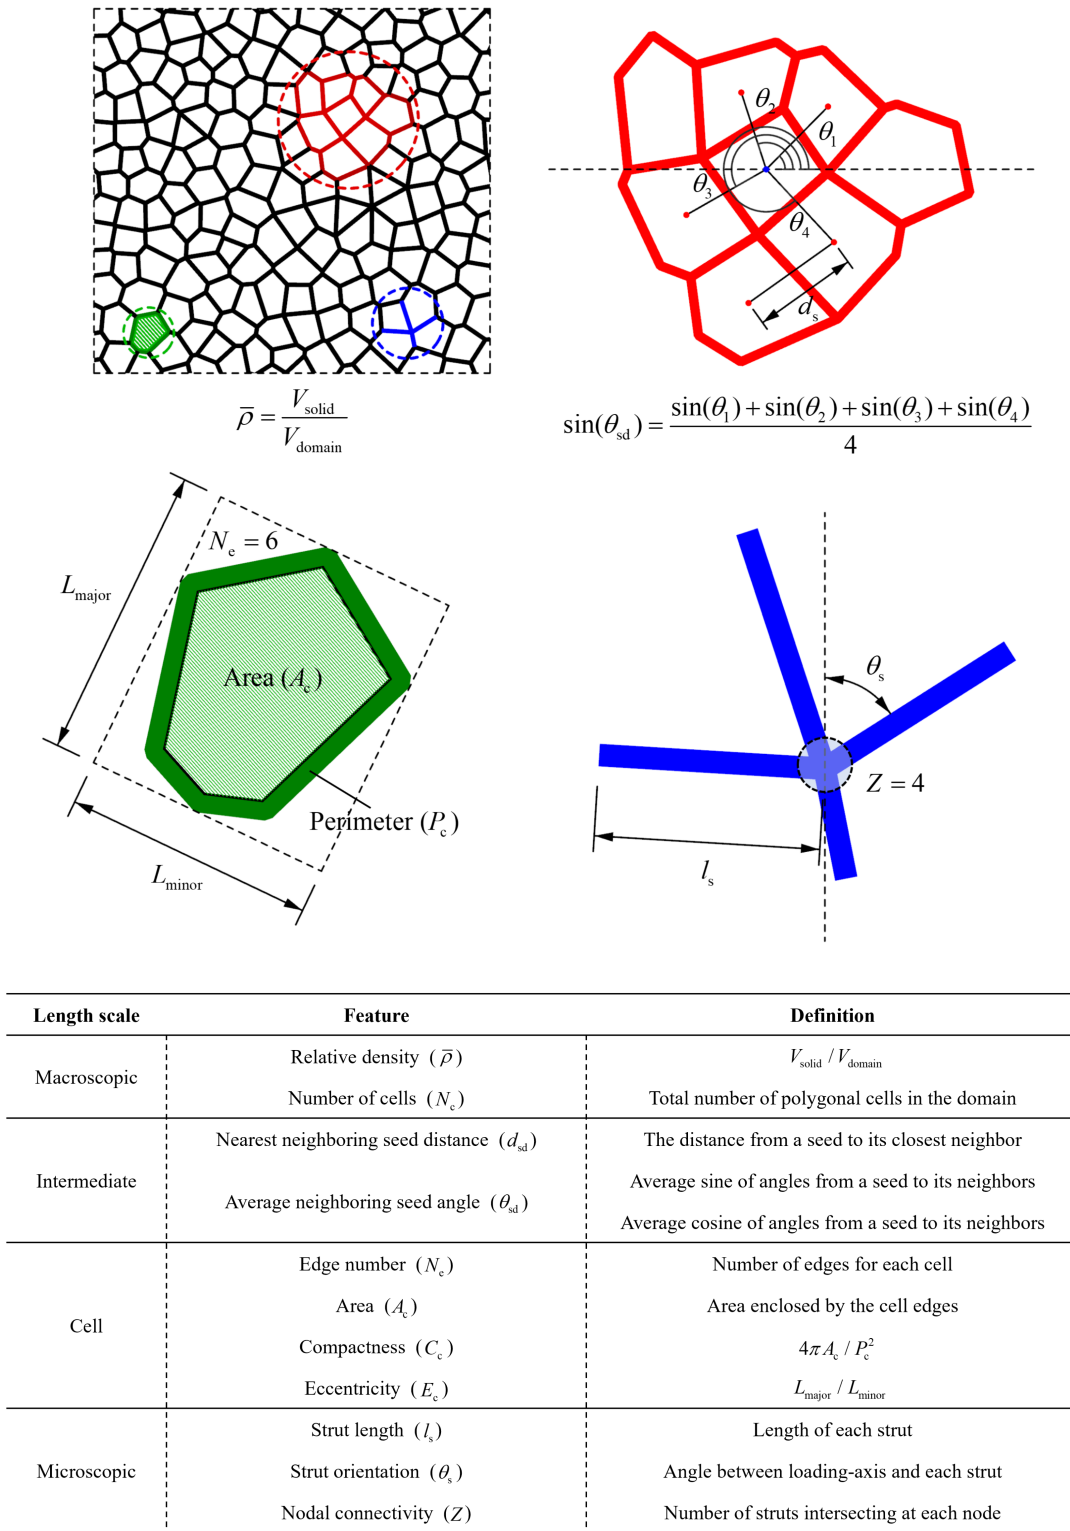 θ₂
θ₁
θ₃
θ₄
dₛ
ρ̅ = V_solid / V_domain
sin(θ_sd) = (sin(θ₁) + sin(θ₂) + sin(θ₃) + sin(θ₄)) / 4
N_e = 6
L_major
Area (A_c)
Perimeter (P_c)
L_minor
θ_s
Z = 4
l_s
Length scale Feature Definition
Macroscopic
Relative density (ρ̅) V_solid / V_domain
Number of cells (N_c) Total number of polygonal cells in the domain
Intermediate
Nearest neighboring seed distance (d_sd) The distance from a seed to its closest neighbor
Average neighboring seed angle (θ_sd) Average sine of angles from a seed to its neighbors
Average cosine of angles from a seed to its neighbors
Cell
Edge number (N_e) Number of edges for each cell
Area (A_c) Area enclosed by the cell edges
Compactness (C_c) 4π A_c / P_c²
Eccentricity (E_c) L_major / L_minor
Microscopic
Strut length (l_s) Length of each strut
Strut orientation (θ_s) Angle between loading-axis and each strut
Nodal connectivity (Z) Number of struts intersecting at each node